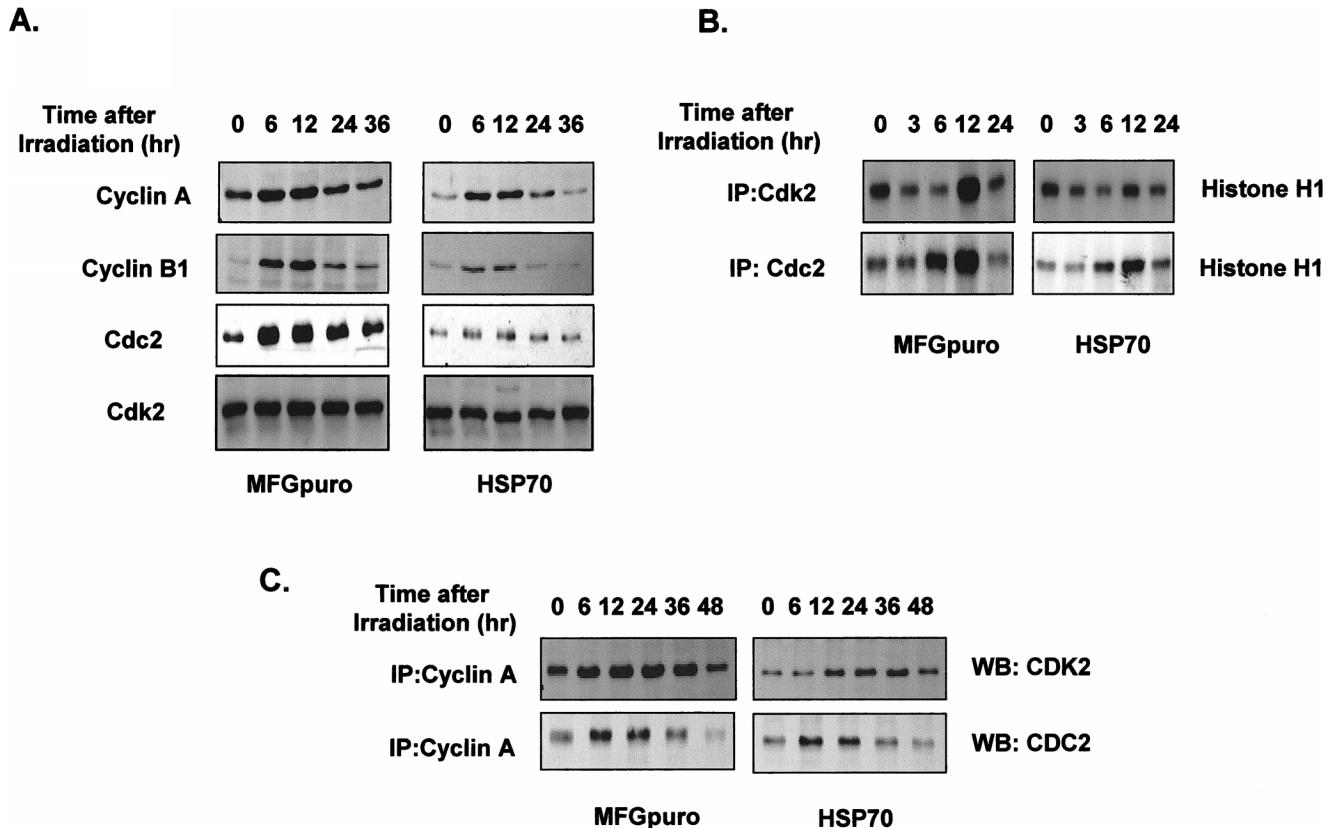 A.
Time after
Irradiation (hr)
0 6 12 24 36
0 6 12 24 36
Cyclin A
Cyclin B1
Cdc2
Cdk2
MFGpuro
HSP70
B.
Time after
Irradiation (hr)
0 3 6 12 24
0 3 6 12 24
IP:Cdk2
Histone H1
IP: Cdc2
Histone H1
MFGpuro
HSP70
C.
Time after
Irradiation (hr)
0 6 12 24 36 48
0 6 12 24 36 48
IP:Cyclin A
WB: CDK2
IP:Cyclin A
WB: CDC2
MFGpuro
HSP70